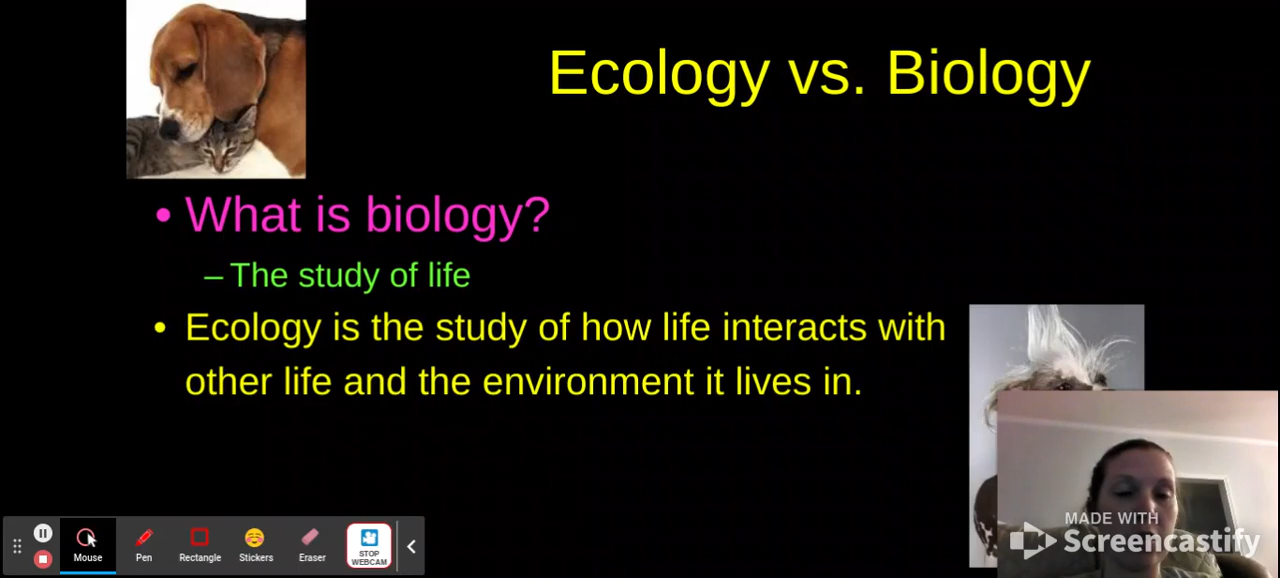 Ecology vs. Biology
• What is biology?
– The study of life
• Ecology is the study of how life interacts with
other life and the environment it lives in.
MADE WITH
Screencastify
Mouse
Pen
Rectangle
Stickers
Eraser
STOP
WEBCAM